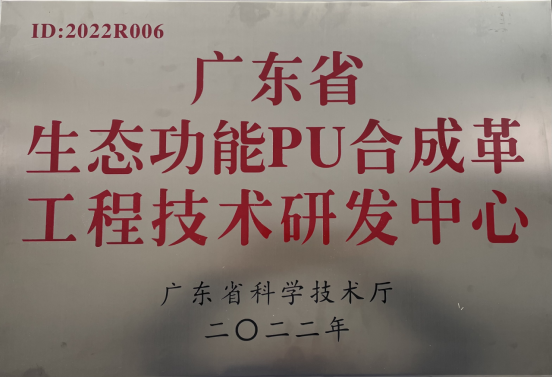 ID:2022R006
广东省
生态功能PU合成革
工程技术研发中心
广东省科学技术厅
二〇二二年